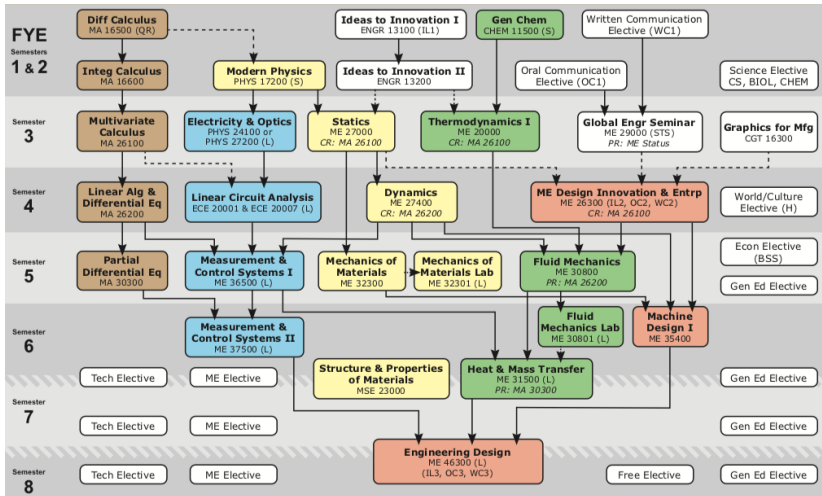 FYE
Semesters
1 & 2
Diff Calculus
MA 16500 (QR)
Ideas to Innovation I
ENGR 13100 (IL1)
Gen Chem
CHEM 11500 (S)
Written Communication
Elective (WC1)
Integ Calculus
MA 16600
Modern Physics
PHYS 17200 (S)
Ideas to Innovation II
ENGR 13200
Oral Communication
Elective (OC1)
Science Elective
CS, BIOL, CHEM
Semester
3
Multivariate
Calculus
MA 26100
Electricity & Optics
PHYS 24100 or
PHYS 27200 (L)
Statics
ME 27000
CR: MA 26100
Thermodynamics I
ME 20000
CR: MA 26100
Global Engr Seminar
ME 29000 (STS)
PR: ME Status
Graphics for Mfg
CGT 16300
Semester
4
Linear Alg &
Differential Eq
MA 26200
Linear Circuit Analysis
ECE 20001 & ECE 20007 (L)
Dynamics
ME 27400
CR: MA 26200
ME Design Innovation & Entrp
ME 26300 (IL2, OC2, WC2)
CR: MA 26100
World/Culture
Elective (H)
Semester
5
Partial
Differential Eq
MA 30300
Measurement &
Control Systems I
ME 36500 (L)
Mechanics of
Materials
ME 32300
Mechanics of
Materials Lab
ME 32301 (L)
Fluid Mechanics
ME 30800
PR: MA 26200
Econ Elective
(BSS)
Gen Ed Elective
Semester
6
Measurement &
Control Systems II
ME 37500 (L)
Fluid
Mechanics Lab
ME 30801 (L)
Machine
Design I
ME 35400
Tech Elective
ME Elective
Structure & Properties
of Materials
MSE 23000
Heat & Mass Transfer
ME 31500 (L)
PR: MA 30300
Gen Ed Elective
Semester
7
Tech Elective
ME Elective
Gen Ed Elective
Semester
8
Engineering Design
ME 46300 (L)
(IL3, OC3, WC3)
Tech Elective
ME Elective
Free Elective
Gen Ed Elective